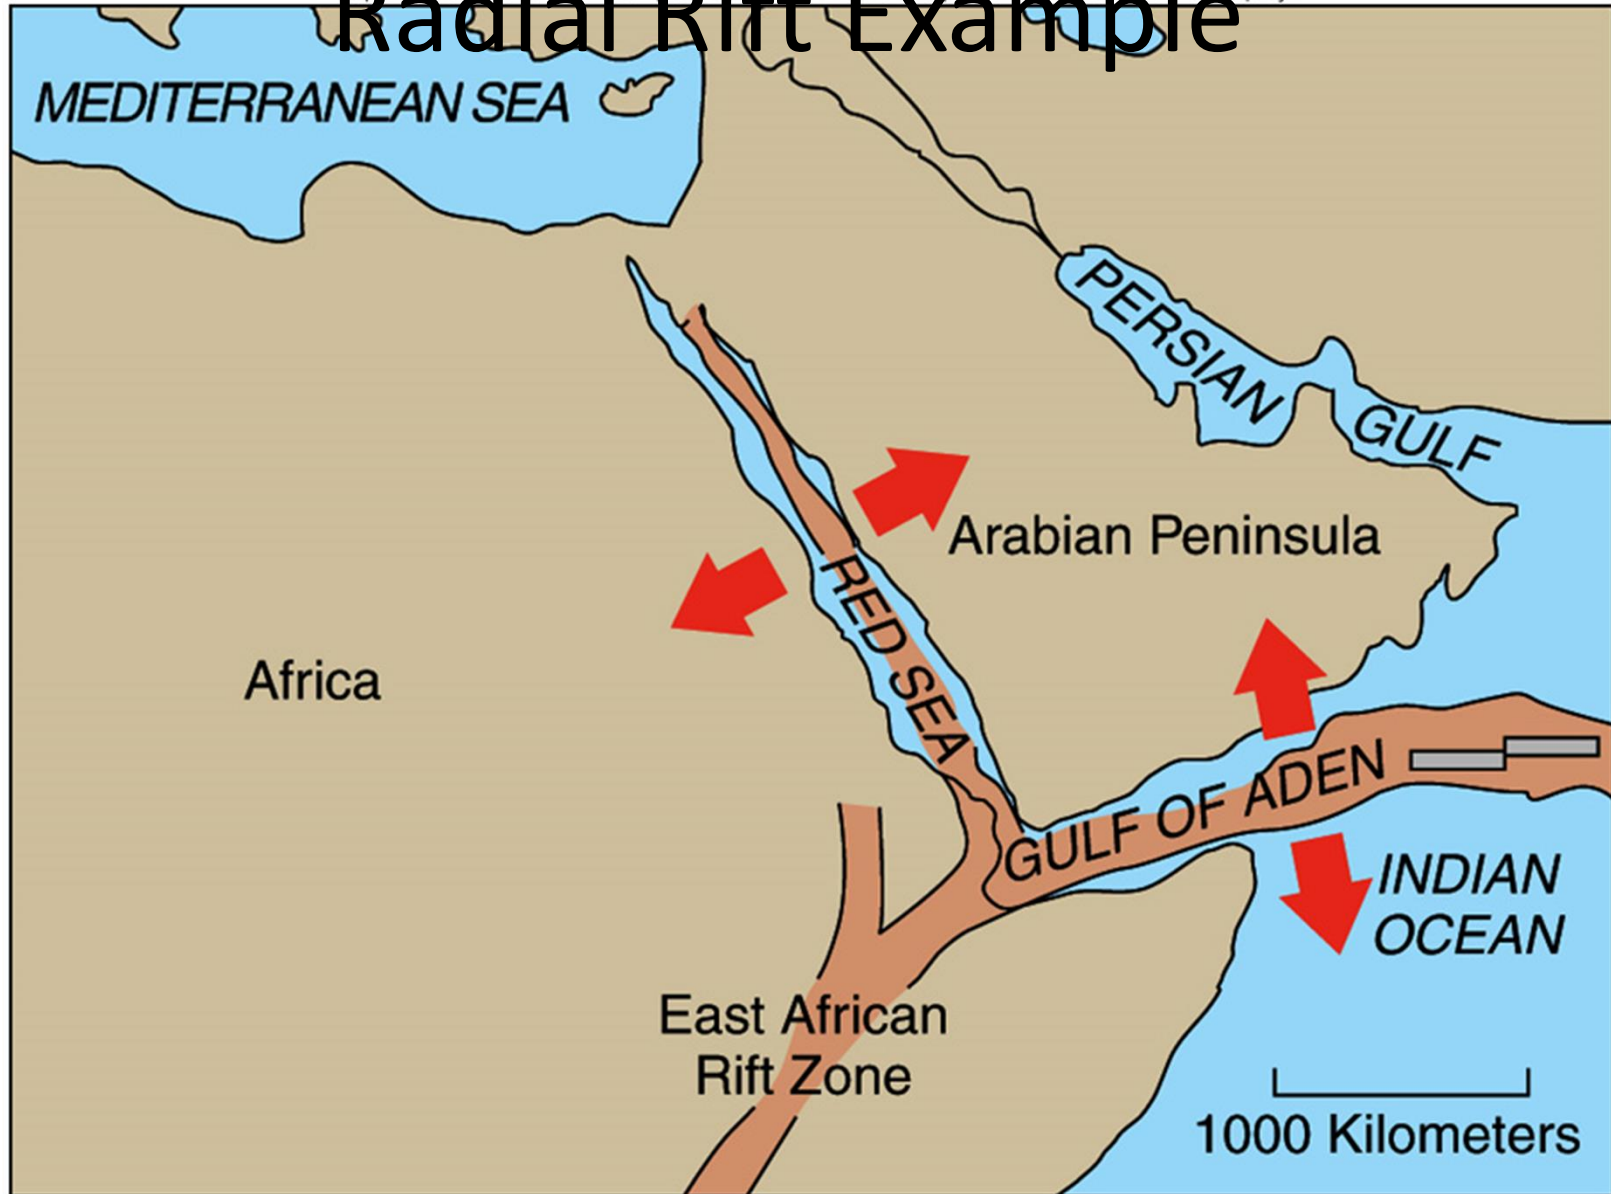 Radial Rift Example
MEDITERRANEAN SEA
PERSIAN
GULF
Arabian Peninsula
RED SEA
Africa
GULF OF ADEN
INDIAN
OCEAN
East African
Rift Zone
1000 Kilometers